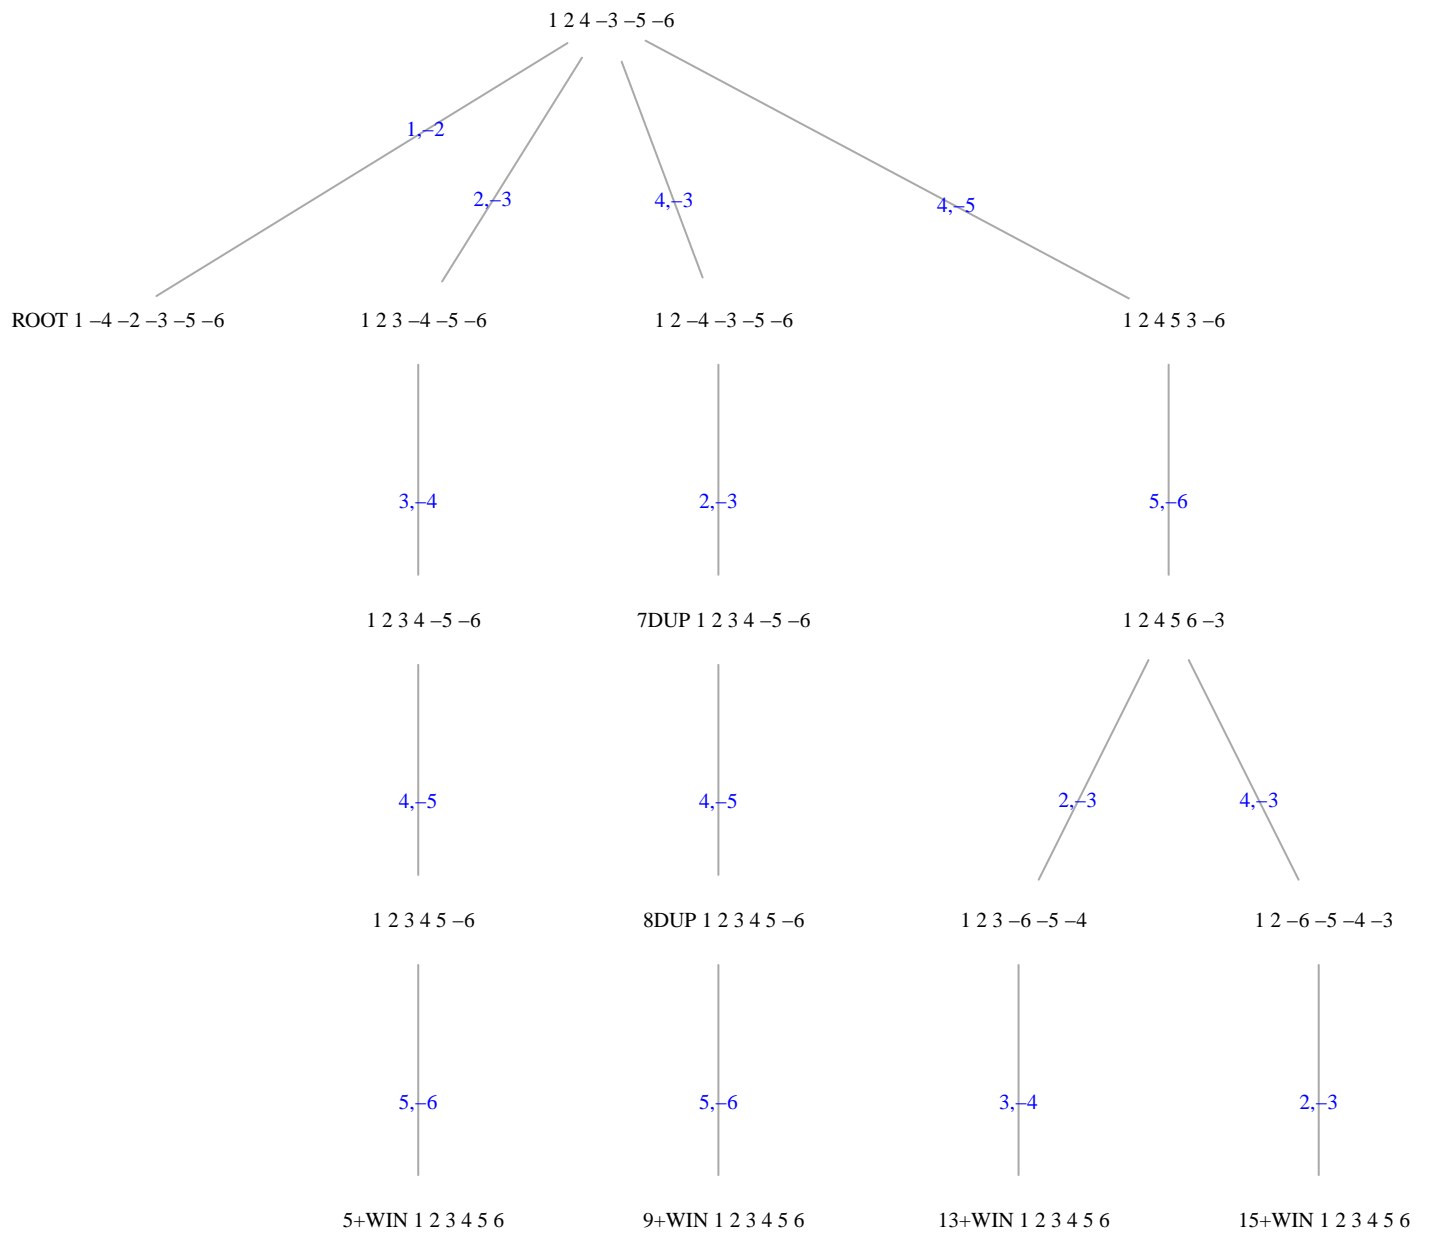 1 2 4 –3 –5 –6
1,–2
2,–3
4,–3
4,–5
ROOT 1 –4 –2 –3 –5 –6
1 2 3 –4 –5 –6
1 2 –4 –3 –5 –6
1 2 4 5 3 –6
3,–4
2,–3
5,–6
1 2 3 4 –5 –6
7DUP 1 2 3 4 –5 –6
1 2 4 5 6 –3
4,–5
4,–5
2,–3
4,–3
1 2 3 4 5 –6
8DUP 1 2 3 4 5 –6
1 2 3 –6 –5 –4
1 2 –6 –5 –4 –3
5,–6
5,–6
3,–4
2,–3
5+WIN 1 2 3 4 5 6
9+WIN 1 2 3 4 5 6
13+WIN 1 2 3 4 5 6
15+WIN 1 2 3 4 5 6